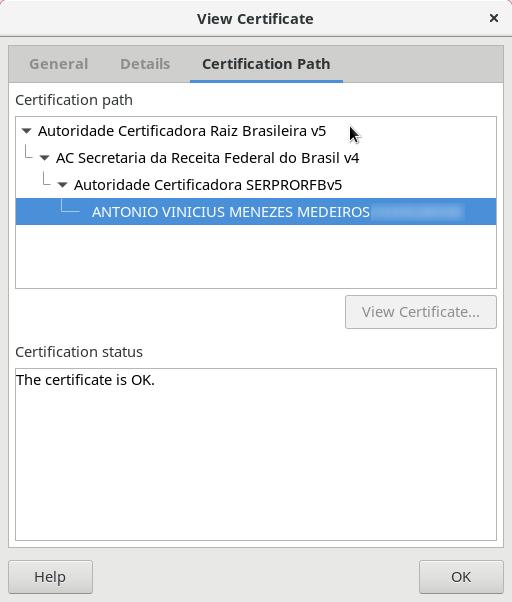 View Certificate
General
Details
Certification Path
Certification path
Autoridade Certificadora Raiz Brasileira v5
AC Secretaria da Receita Federal do Brasil v4
Autoridade Certificadora SERPRORFBv5
ANTONIO VINICIUS MENEZES MEDEIROS
View Certificate...
Certification status
The certificate is OK.
Help
OK